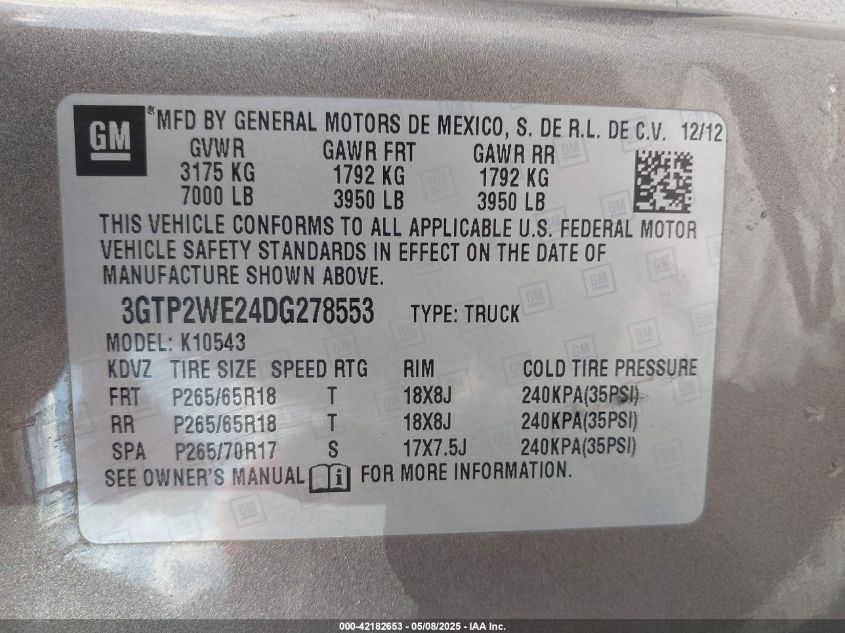 GM ® MFD BY GENERAL MOTORS DE MEXICO, S. DE R.L. DE C.V. 12/12
GVWR GAWR FRT GAWR RR
3175 KG 1792 KG 1792 KG
7000 LB 3950 LB 3950 LB
THIS VEHICLE CONFORMS TO ALL APPLICABLE U.S. FEDERAL MOTOR
VEHICLE SAFETY STANDARDS IN EFFECT ON THE DATE OF
MANUFACTURE SHOWN ABOVE.
3GTP2WE24DG278553 TYPE: TRUCK
MODEL: K10543
KDVZ TIRE SIZE SPEED RTG RIM COLD TIRE PRESSURE
FRT P265/65R18 T 18X8J 240KPA(35PSI)
RR P265/65R18 T 18X8J 240KPA(35PSI)
SPA P265/70R17 S 17X7.5J 240KPA(35PSI)
SEE OWNER'S MANUAL i FOR MORE INFORMATION.
000-42182653 - 05/08/2025 - IAA Inc.